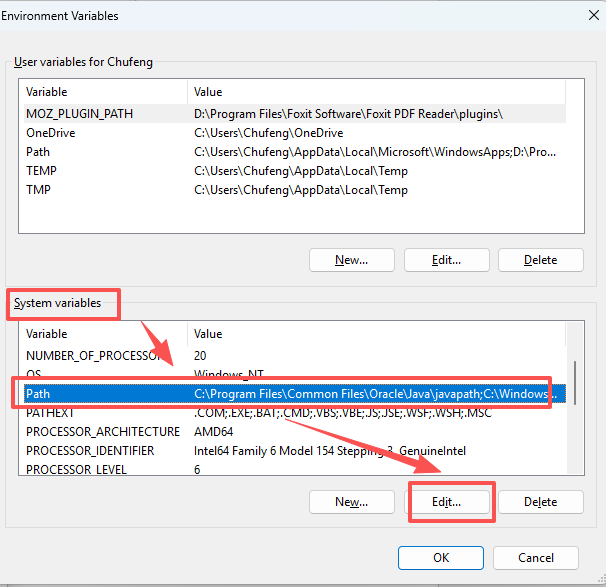 Environment Variables
User variables for Chufeng
Variable Value
MOZ_PLUGIN_PATH D:\Program Files\Foxit Software\Foxit PDF Reader\plugins\
OneDrive C:\Users\Chufeng\OneDrive
Path C:\Users\Chufeng\AppData\Local\Microsoft\WindowsApps;D:\Pro...
TEMP C:\Users\Chufeng\AppData\Local\Temp
TMP C:\Users\Chufeng\AppData\Local\Temp
New... Edit... Delete
System variables
Variable Value
NUMBER_OF_PROCESSOR 20
OS Windows_NT
Path C:\Program Files\Common Files\Oracle\Java\javapath;C:\Windows...
PATHEXT .COM;.EXE;.BAT;.CMD;.VBS;.VBE;.JS;.JSE;.WSF;.WSH;.MSC
PROCESSOR_ARCHITECTURE AMD64
PROCESSOR_IDENTIFIER Intel64 Family 6 Model 154 Stepping 3, GenuineIntel
PROCESSOR_LEVEL 6
New... Edit... Delete
OK Cancel